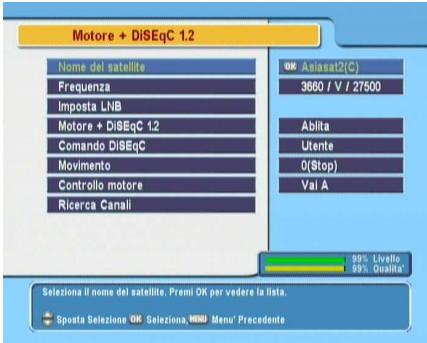 Motore + DiSEqC 1.2
Nome del satellite OK Asiasat2(C)
Frequenza 3660 / V / 27500
Imposta LNB
Motore + DiSEqC 1.2 Ablita
Comando DiSEqC Utente
Movimento 0(Stop)
Controllo motore Vai A
Ricerca Canali
99% Livello
99% Qualita'
Seleziona il nome del satellite. Premi OK per vedere la lista.
Sposta Selezione OK Seleziona, MENU Menu' Precedente